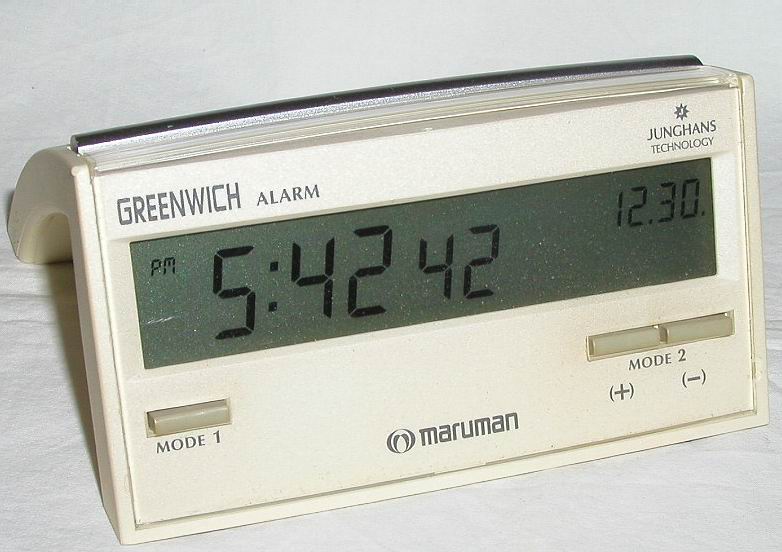 JUNGHANS
TECHNOLOGY
GREENWICH ALARM
PM 5:42 42 12.30.
MODE 2
(+) (−)
MODE 1
maruman